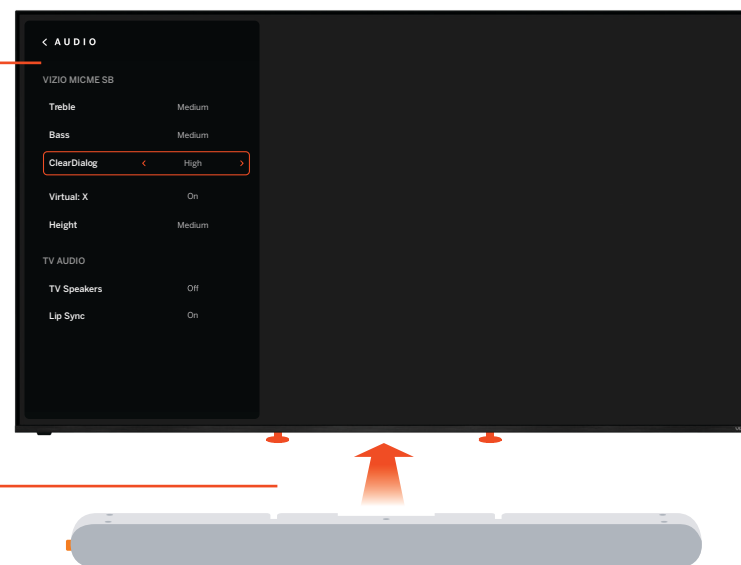 < AUDIO
VIZIO MICME SB
Treble Medium
Bass Medium
ClearDialog < High >
Virtual: X On
Height Medium
TV AUDIO
TV Speakers Off
Lip Sync On